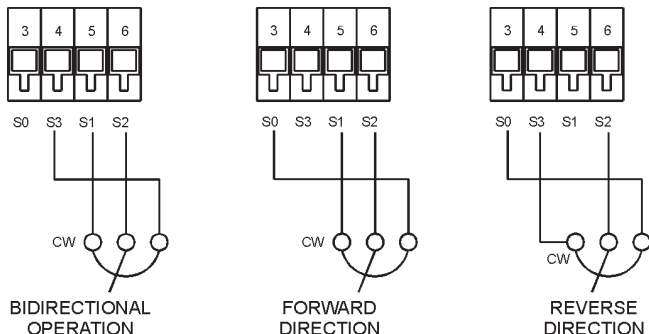 3 4 5 6 3 4 5 6 3 4 5 6
S0 S3 S1 S2 S0 S3 S1 S2 S0 S3 S1 S2
CW CW CW
BIDIRECTIONAL FORWARD REVERSE
OPERATION DIRECTION DIRECTION